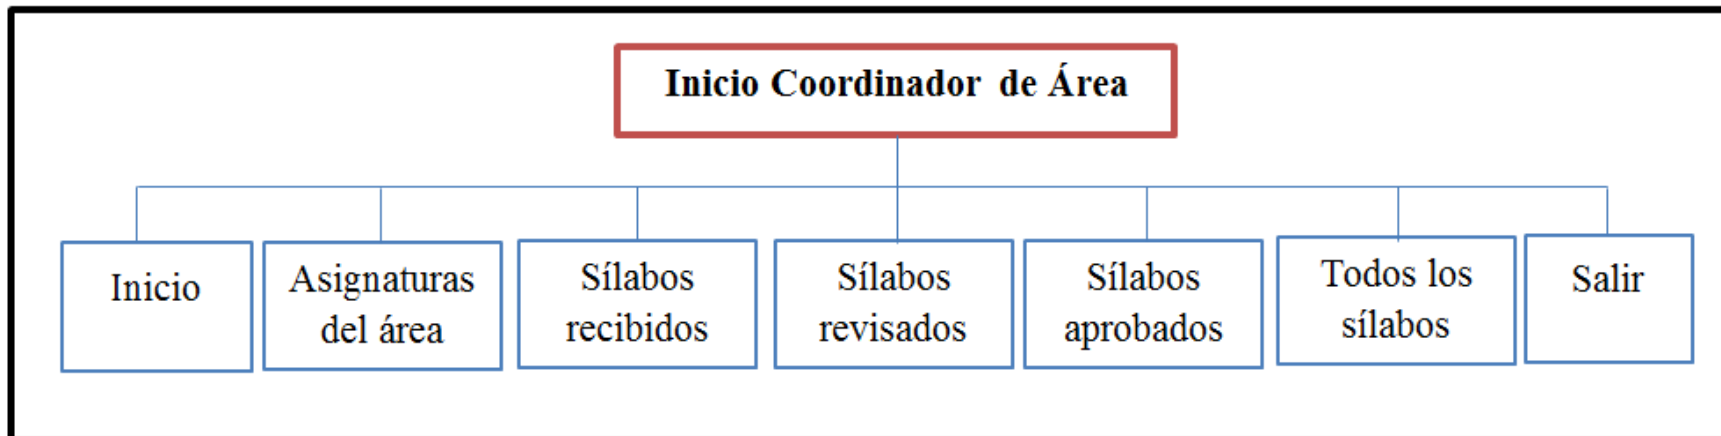 Inicio Coordinador de Área
Inicio
Asignaturas
del área
Sílabos
recibidos
Sílabos
revisados
Sílabos
aprobados
Todos los
sílabos
Salir